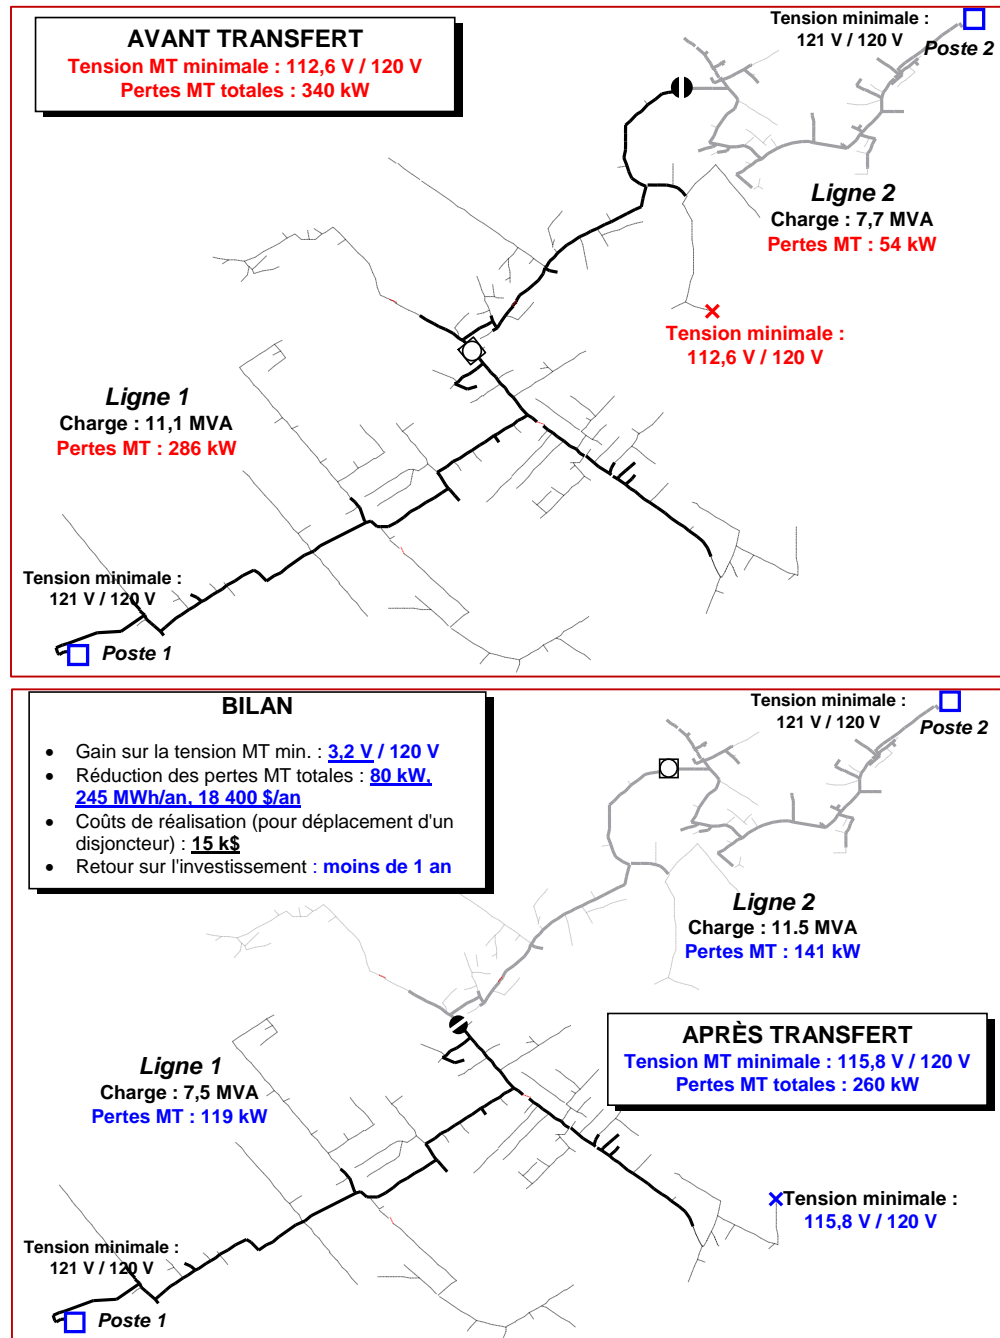 AVANT TRANSFERT
Tension MT minimale : 112,6 V / 120 V
Pertes MT totales : 340 kW
Tension minimale :
121 V / 120 V
Poste 2
Ligne 2
Charge : 7,7 MVA
Pertes MT : 54 kW
Tension minimale :
112,6 V / 120 V
Ligne 1
Charge : 11,1 MVA
Pertes MT : 286 kW
Tension minimale :
121 V / 120 V
Poste 1
BILAN
• Gain sur la tension MT min. : 3,2 V / 120 V
• Réduction des pertes MT totales : 80 kW,
245 MWh/an, 18 400 $/an
• Coûts de réalisation (pour déplacement d'un
disjoncteur) : 15 k$
• Retour sur l'investissement : moins de 1 an
Tension minimale :
121 V / 120 V
Poste 2
Ligne 2
Charge : 11.5 MVA
Pertes MT : 141 kW
APRÈS TRANSFERT
Tension MT minimale : 115,8 V / 120 V
Pertes MT totales : 260 kW
Ligne 1
Charge : 7,5 MVA
Pertes MT : 119 kW
Tension minimale :
115,8 V / 120 V
Tension minimale :
121 V / 120 V
Poste 1